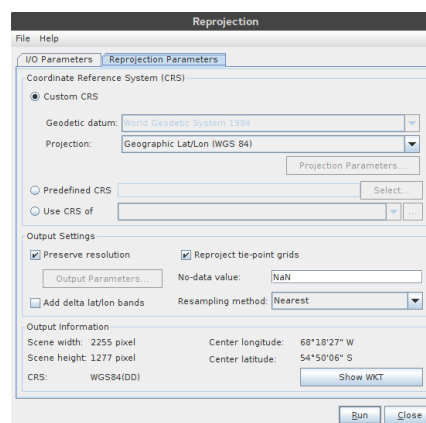 Reprojection
File Help
I/O Parameters Reprojection Parameters
Coordinate Reference System (CRS)
Custom CRS
Geodetic datum: World Geodetic System 1984
Projection: Geographic Lat/Lon (WGS 84)
Projection Parameters...
Predefined CRS Select...
Use CRS of ...
Output Settings
Preserve resolution Reproject tie-point grids
Output Parameters... No-data value: NaN
Add delta lat/lon bands Resampling method: Nearest
Output Information
Scene width: 2255 pixel Center longitude: 68°18'27" W
Scene height: 1277 pixel Center latitude: 54°50'06" S
CRS: WGS84(DD) Show WKT
Run Close